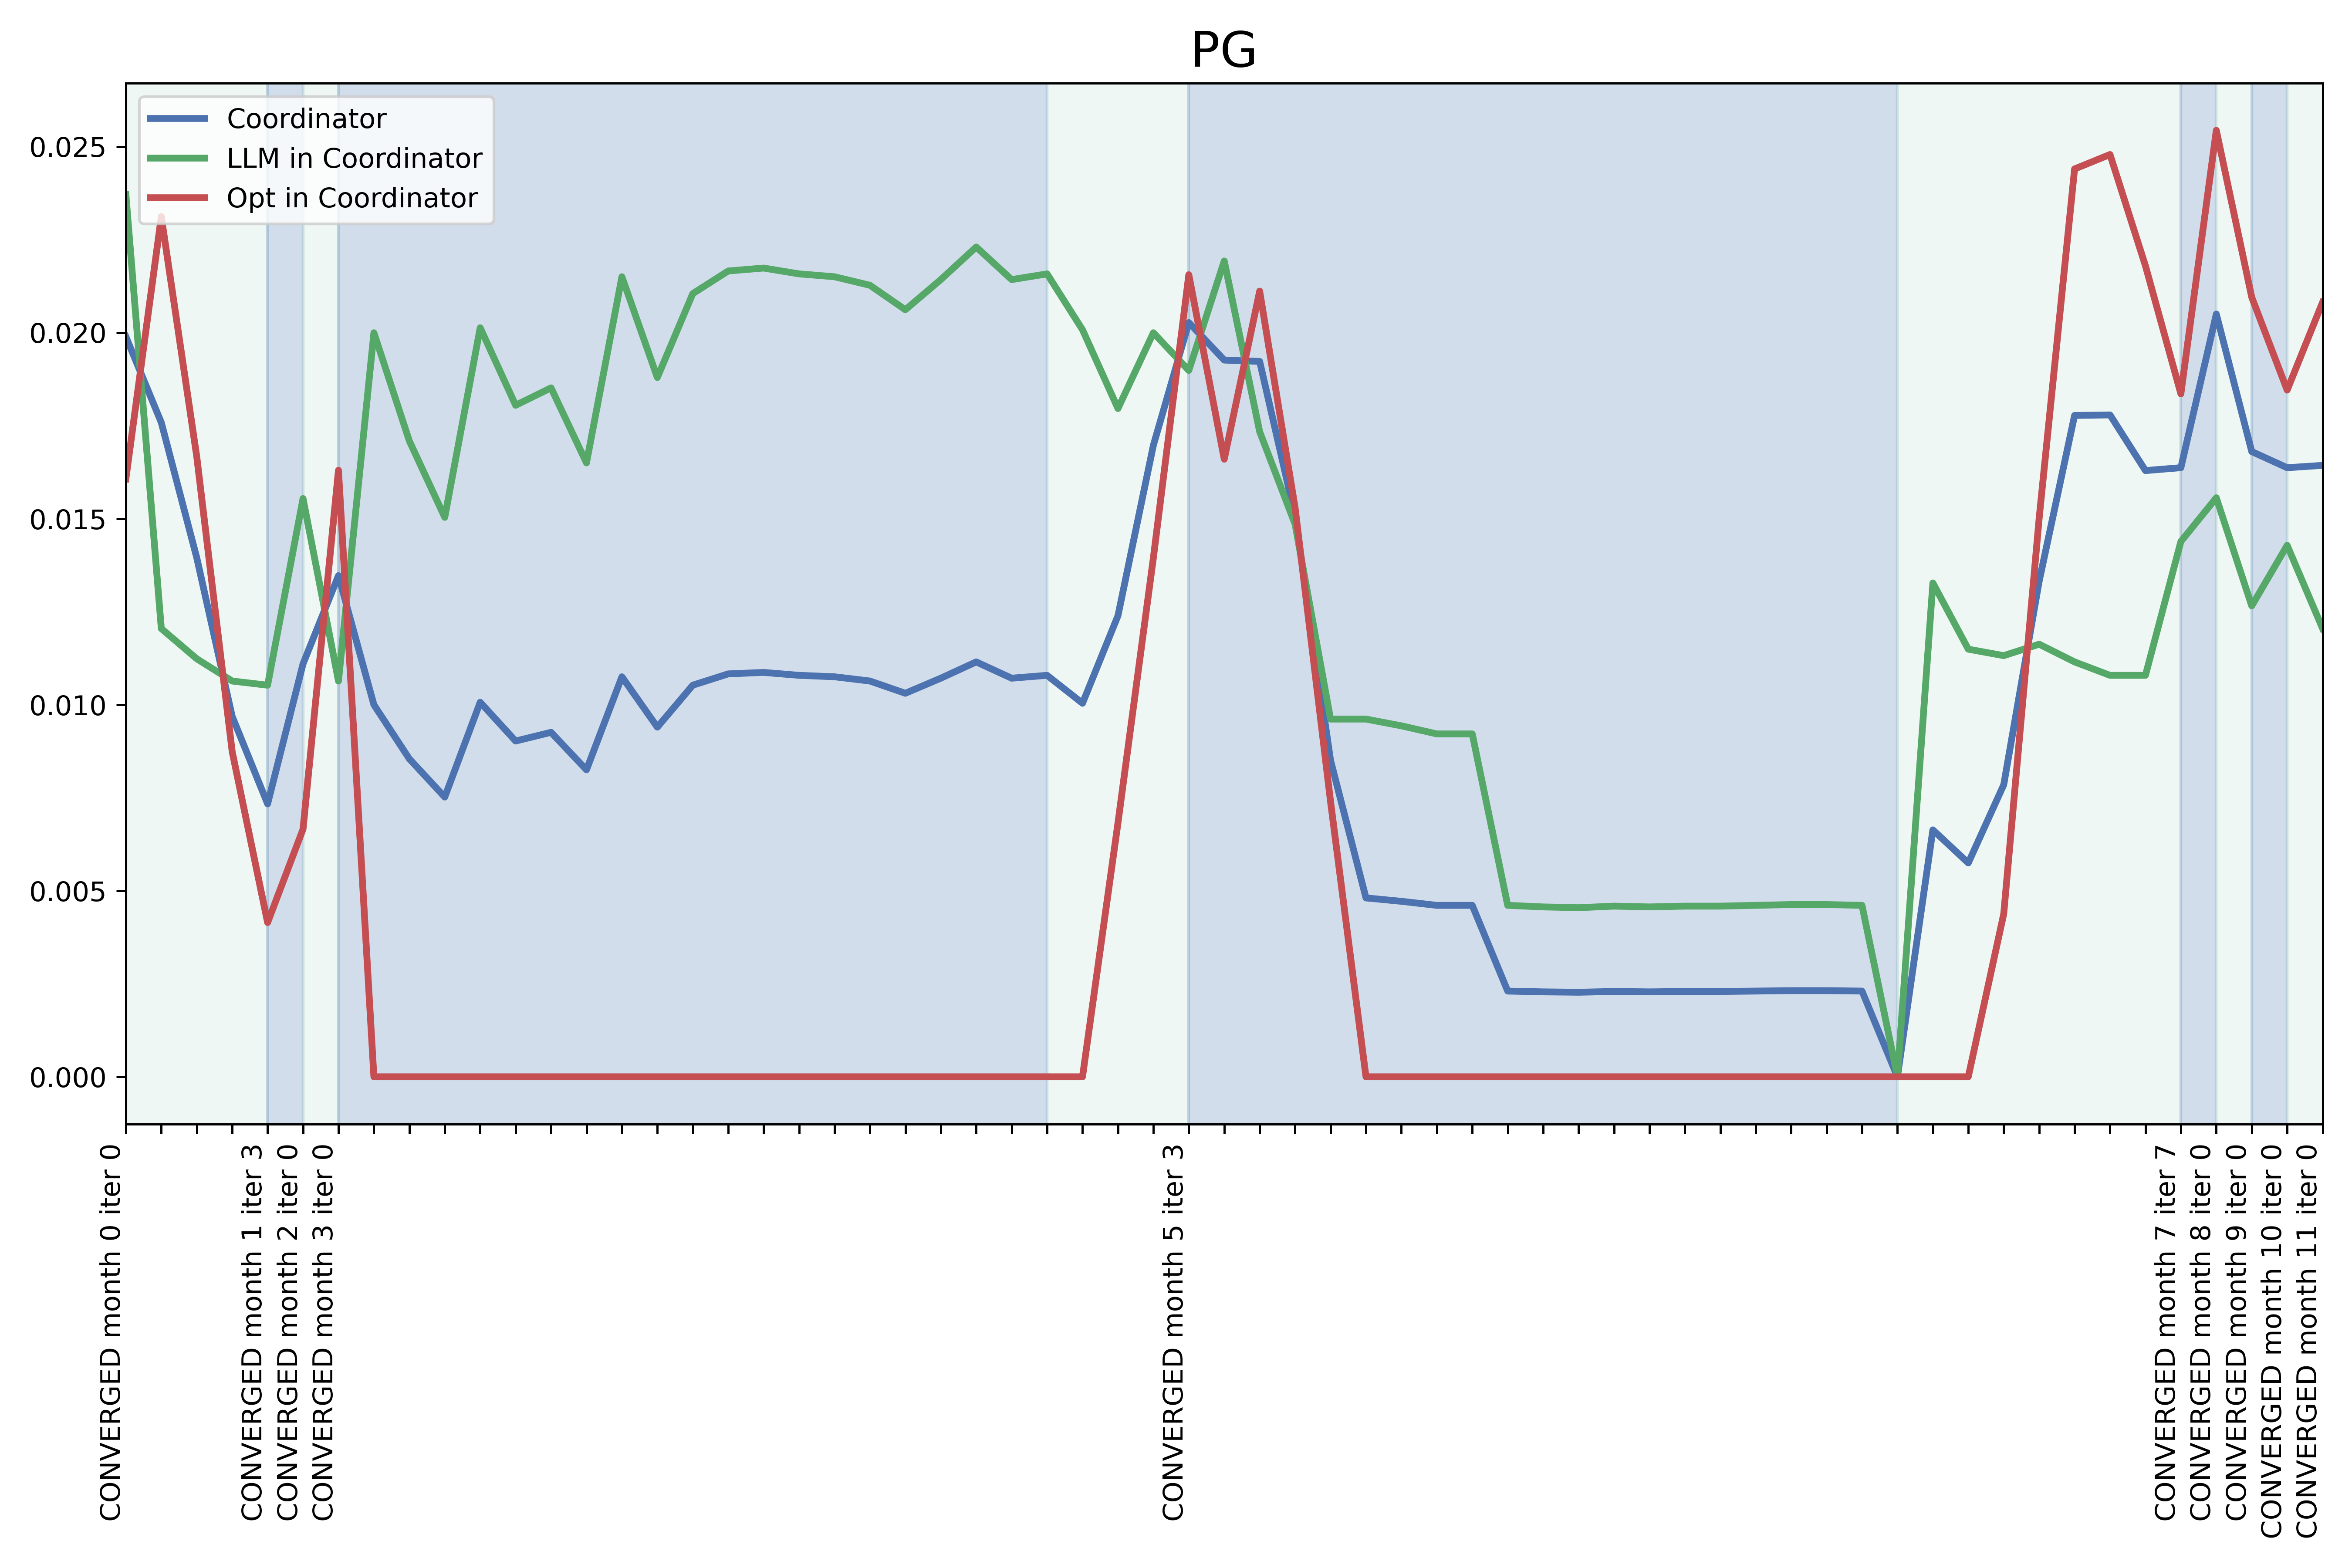 PG
Coordinator
LLM in Coordinator
Opt in Coordinator
0.025
0.020
0.015
0.010
0.005
0.000
CONVERGED month 0 iter 0
CONVERGED month 1 iter 3
CONVERGED month 2 iter 0
CONVERGED month 3 iter 0
CONVERGED month 5 iter 3
CONVERGED month 7 iter 7
CONVERGED month 8 iter 0
CONVERGED month 9 iter 0
CONVERGED month 10 iter 0
CONVERGED month 11 iter 0